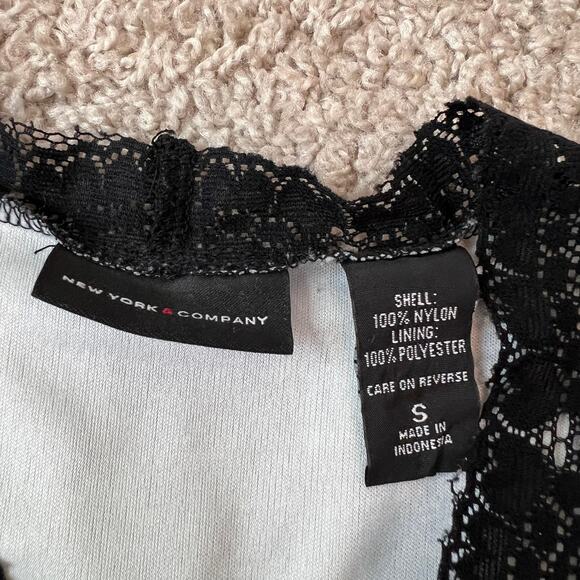 NEW YORK & COMPANY
SHELL:
100% NYLON
LINING:
100% POLYESTER
CARE ON REVERSE
S
MADE IN
INDONESIA